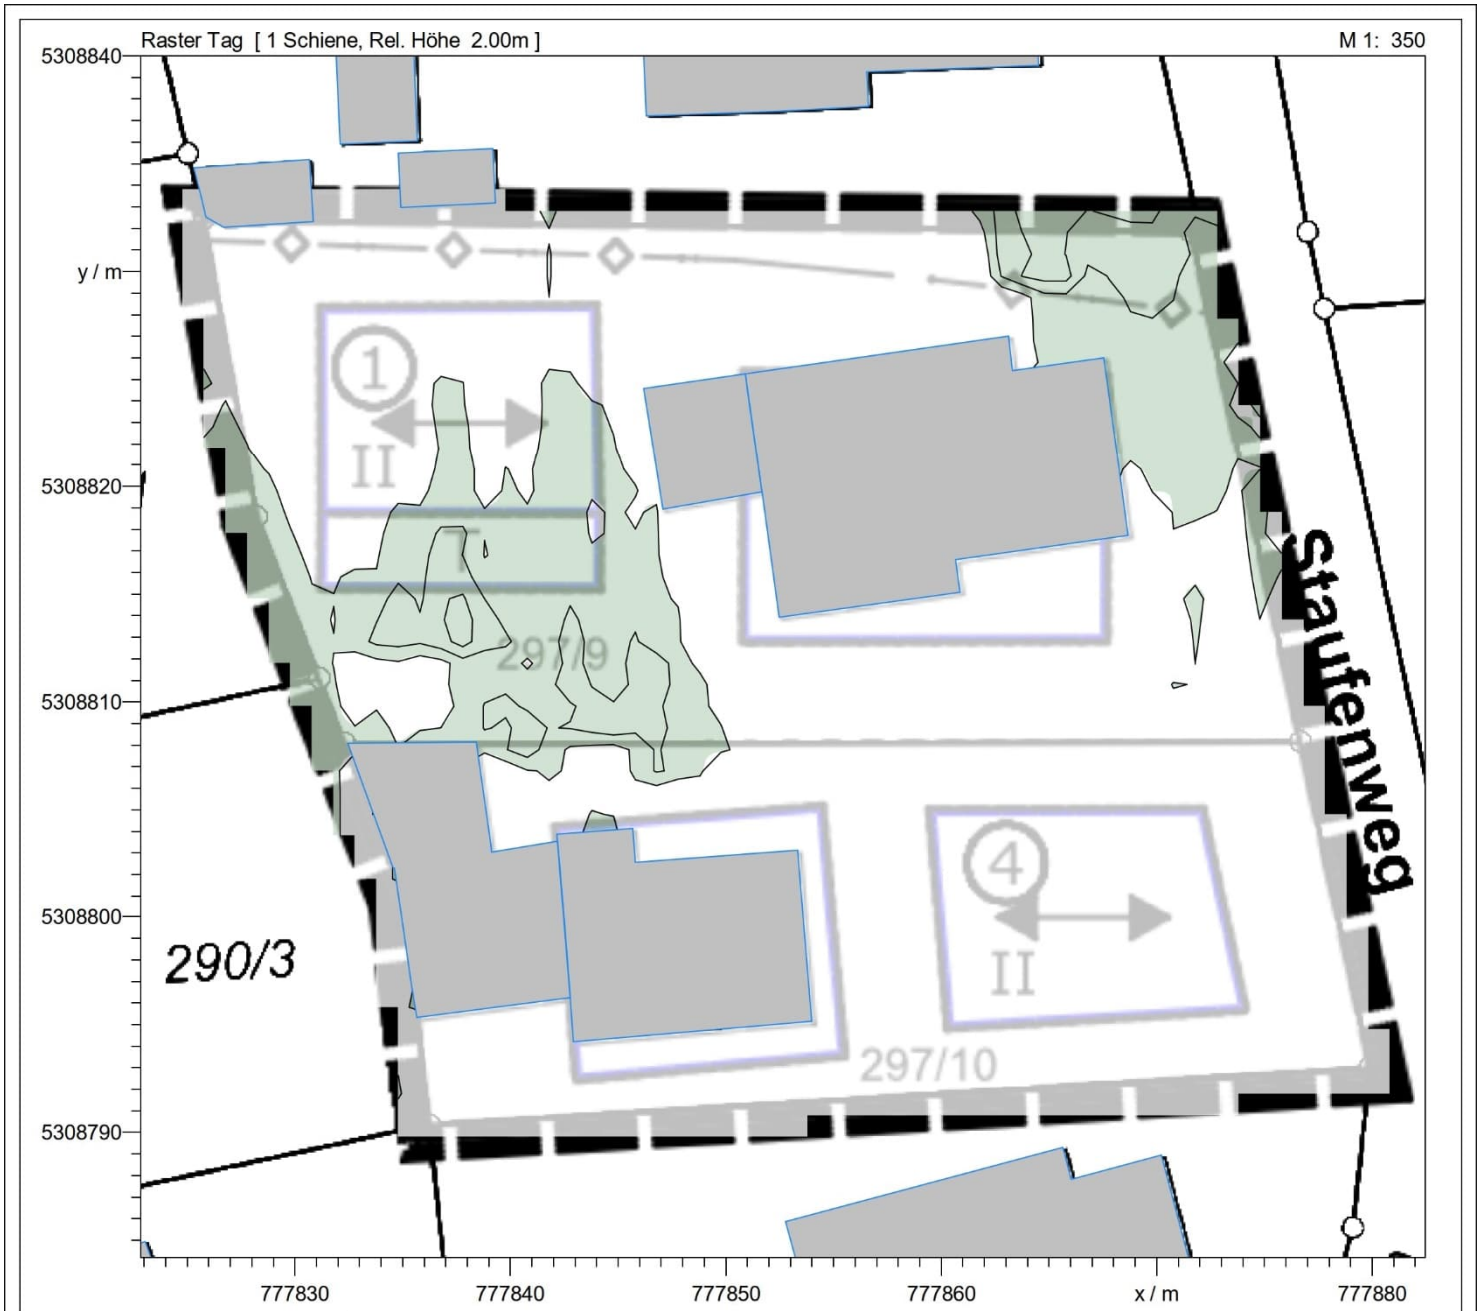 Raster Tag [ 1 Schiene, Rel. Höhe 2.00m ]
M 1: 350
5308840
y / m
1
II
5308820
T
Staufenweg
297/9
5308810
4
5308800
290/3
II
297/10
5308790
777830
777840
777850
777860
x / m
777880